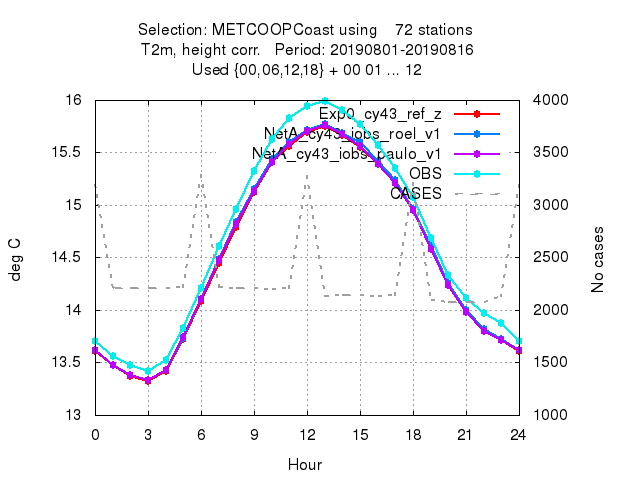 Selection: METCOOPCoast using    72 stations
T2m, height corr.   Period: 20190801-20190816
Used {00,06,12,18} + 00 01 ... 12
Exp0_cy43_ref_z
NetA_cy43_iobs_roel_v1
NetA_cy43_iobs_paulo_v1
OBS
CASES
16
15.5
15
14.5
14
13.5
13
deg C
4000
3500
3000
2500
2000
1500
1000
No cases
0 3 6 9 12 15 18 21 24
Hour